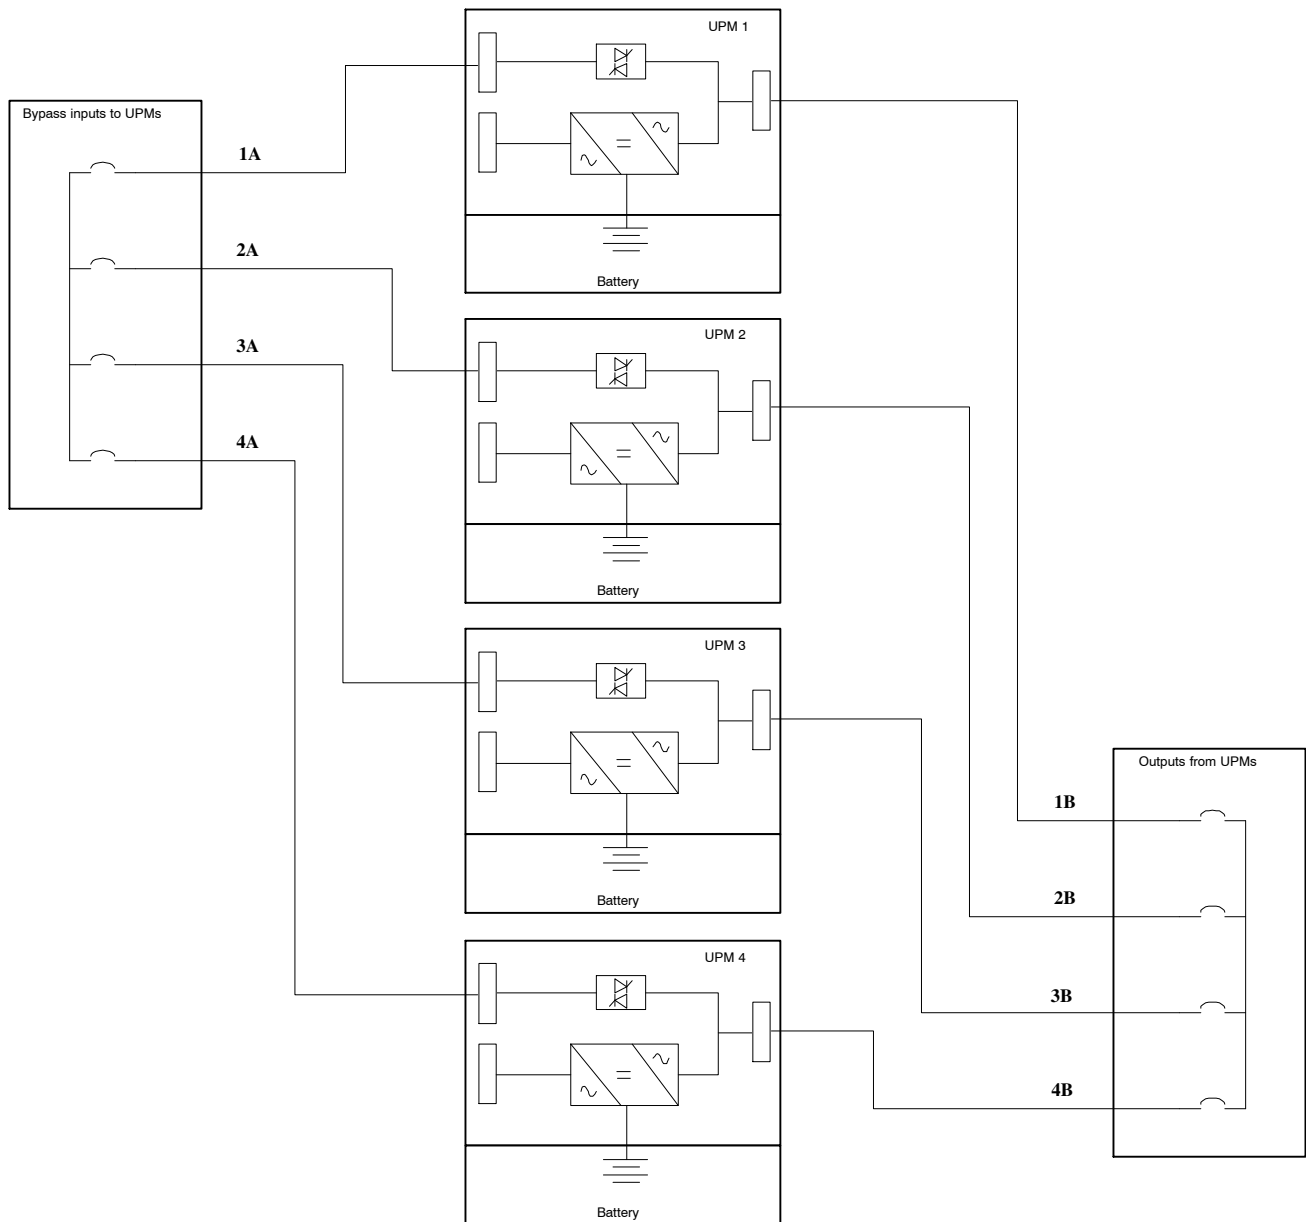 UPM 1
Bypass inputs to UPMs
1A
2A
Battery
UPM 2
3A
4A
Battery
UPM 3
Outputs from UPMs
1B
Battery
2B
UPM 4
3B
4B
Battery